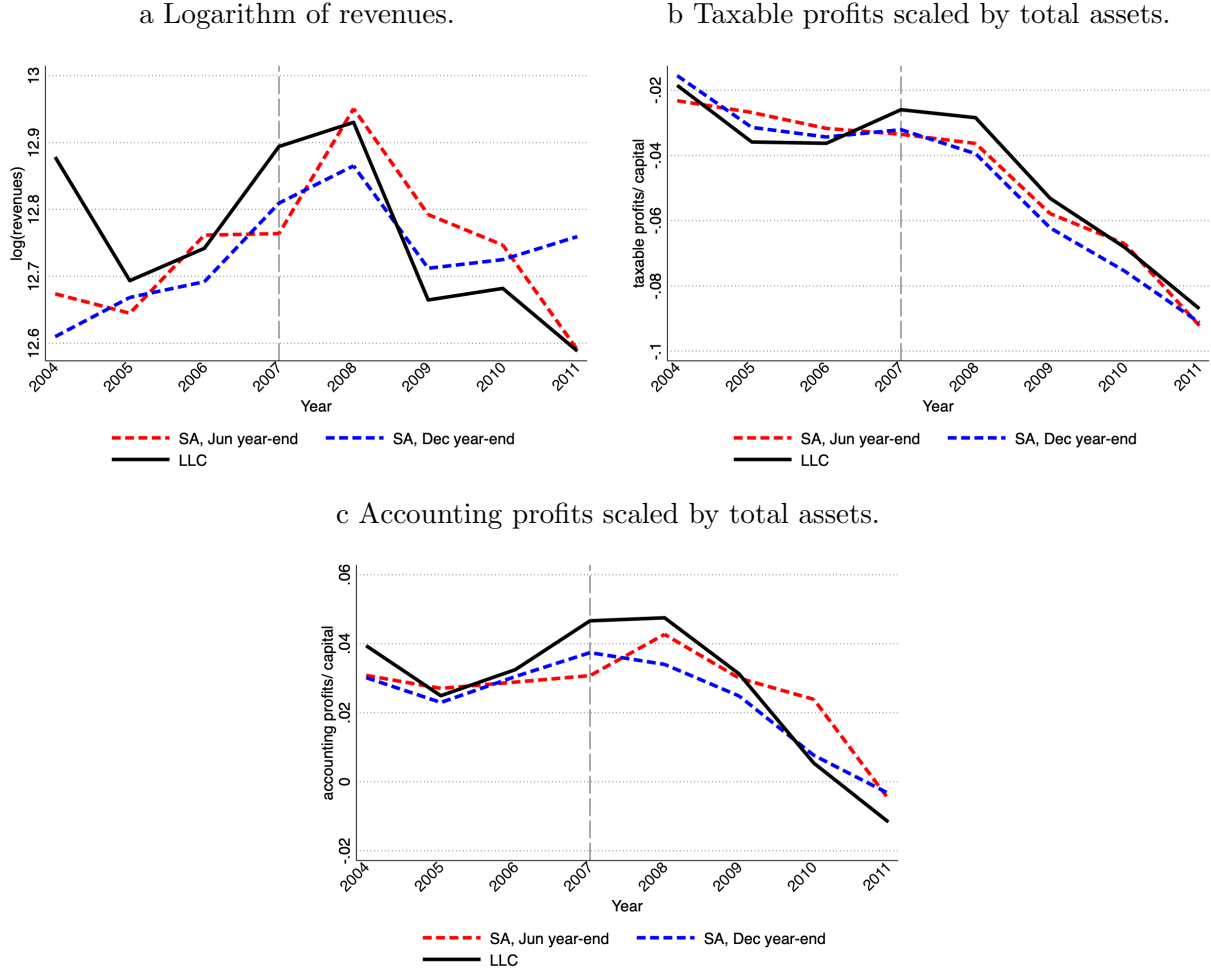 a Logarithm of revenues.
13
12.9
12.8
12.7
12.6
log(revenues)
2004 2005 2006 2007 2008 2009 2010 2011
Year
SA, Jun year-end SA, Dec year-end
LLC
b Taxable profits scaled by total assets.
-.02
-.04
-.06
-.08
-.1
taxable profits/ capital
2004 2005 2006 2007 2008 2009 2010 2011
Year
SA, Jun year-end SA, Dec year-end
LLC
c Accounting profits scaled by total assets.
.06
.04
.02
0
-.02
accounting profits/ capital
2004 2005 2006 2007 2008 2009 2010 2011
Year
SA, Jun year-end SA, Dec year-end
LLC